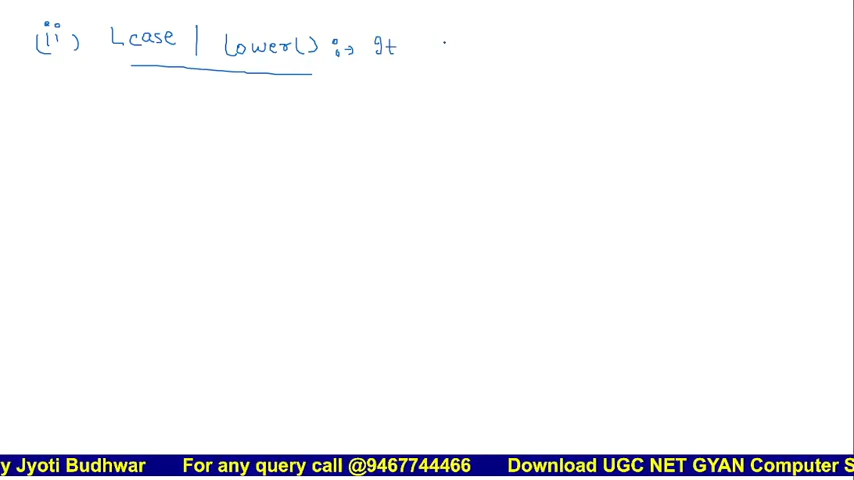 (ii) Lcase | Lower() :→ It
y Jyoti Budhwar For any query call @9467744466 Download UGC NET GYAN Computer S